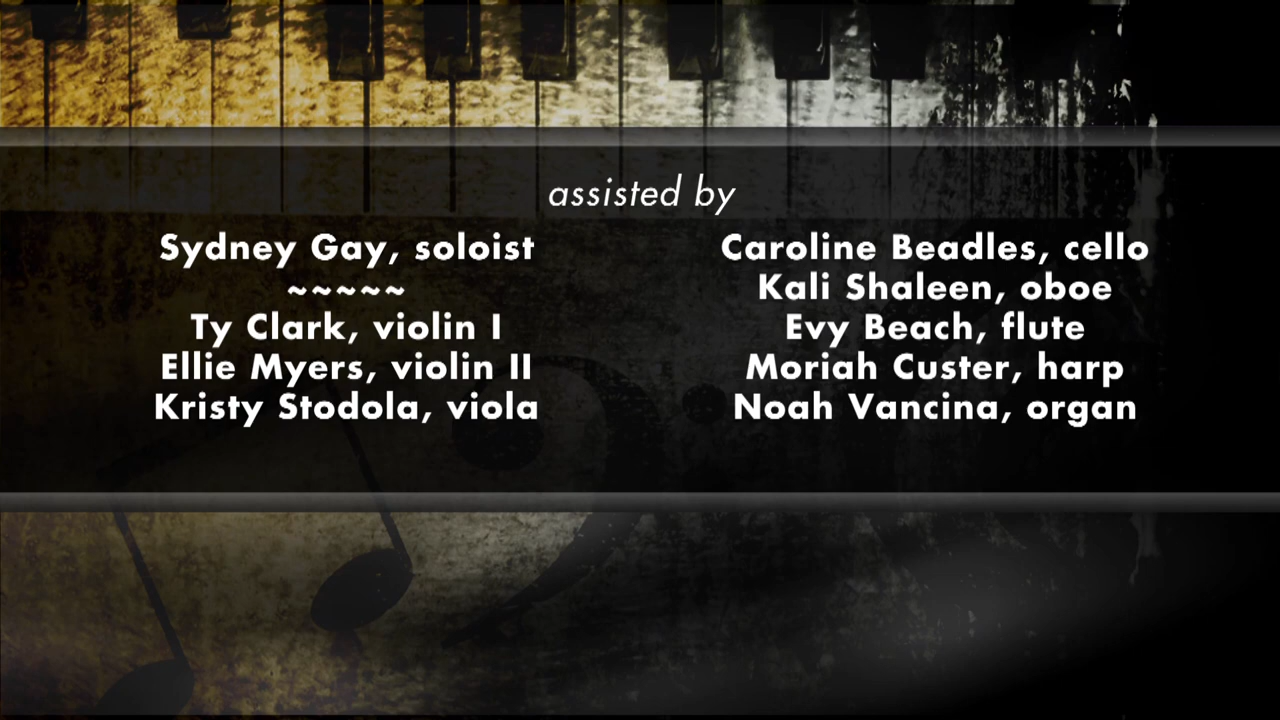 assisted by
Sydney Gay, soloist
~~~~~
Ty Clark, violin I
Ellie Myers, violin II
Kristy Stodola, viola
Caroline Beadles, cello
Kali Shaleen, oboe
Evy Beach, flute
Moriah Custer, harp
Noah Vancina, organ